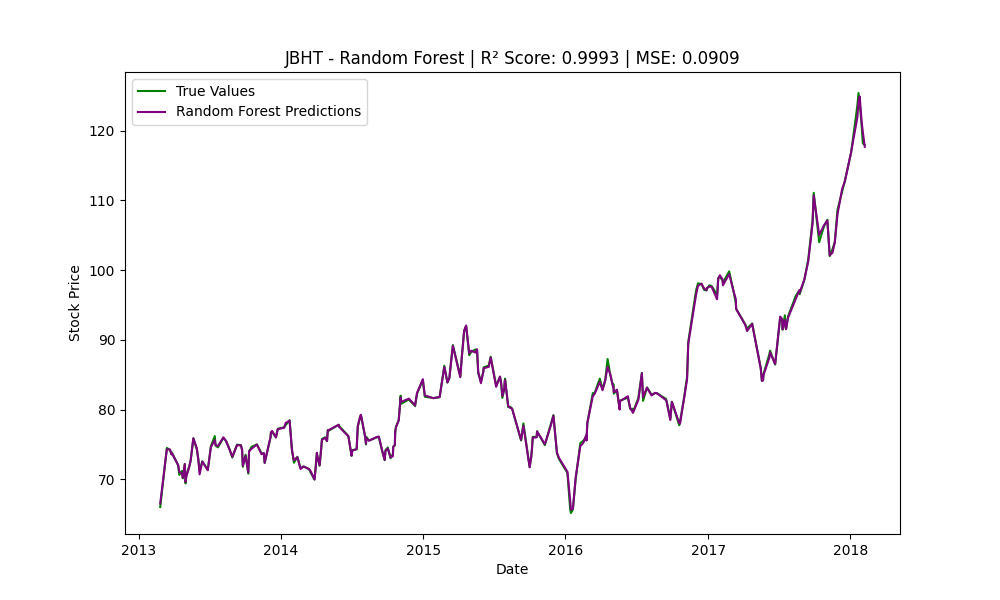 JBHT - Random Forest | R² Score: 0.9993 | MSE: 0.0909
True Values
Random Forest Predictions
120
110
100
90
80
70
Stock Price
2013 2014 2015 2016 2017 2018
Date